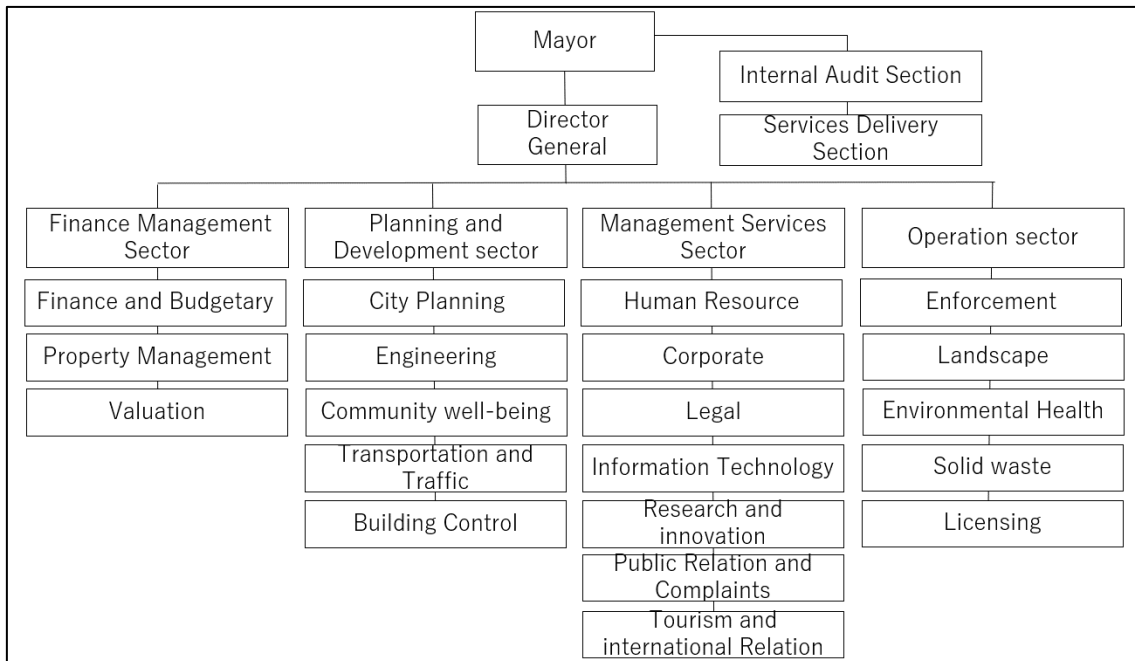 Mayor
Internal Audit Section
Director
General
Services Delivery
Section
Finance Management
Sector
Planning and
Development sector
Management Services
Sector
Operation sector
Finance and Budgetary
City Planning
Human Resource
Enforcement
Property Management
Engineering
Corporate
Landscape
Valuation
Community well-being
Legal
Environmental Health
Transportation and
Traffic
Information Technology
Solid waste
Building Control
Research and
innovation
Licensing
Public Relation and
Complaints
Tourism and
international Relation